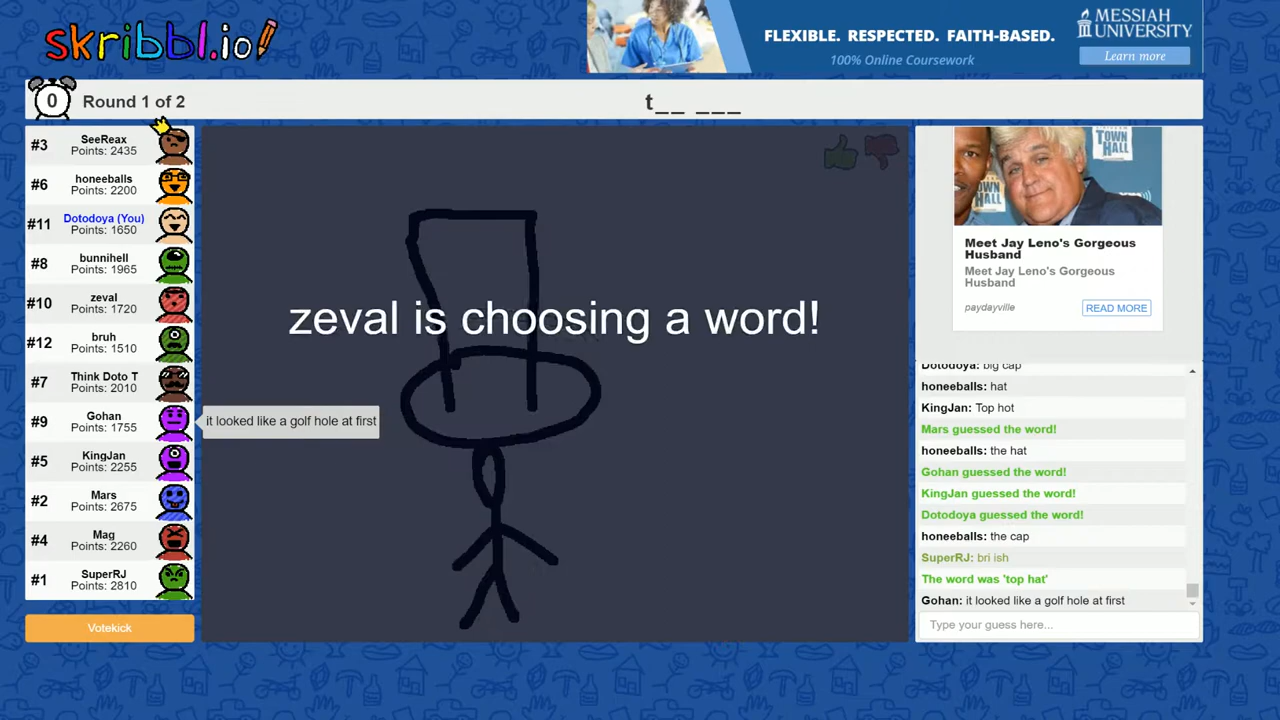 skribbl.io!
FLEXIBLE. RESPECTED. FAITH-BASED.
100% Online Coursework
MESSIAH
UNIVERSITY
Learn more
0
Round 1 of 2
t__ ___
#3
SeeReax
Points: 2435
#6
honeeballs
Points: 2200
#11
Dotodoya (You)
Points: 1650
#8
bunnihell
Points: 1965
#10
zeval
Points: 1720
#12
bruh
Points: 1510
#7
Think Doto T
Points: 2010
#9
Gohan
Points: 1755
#5
KingJan
Points: 2255
#2
Mars
Points: 2675
#4
Mag
Points: 2260
#1
SuperRJ
Points: 2810
Votekick
it looked like a golf hole at first
zeval is choosing a word!
TOWN
HALL
TOWN
HALL
Meet Jay Leno's Gorgeous
Husband
Meet Jay Leno's Gorgeous
Husband
paydayville
READ MORE
Dotodoya: big cap
honeeballs: hat
KingJan: Top hot
Mars guessed the word!
honeeballs: the hat
Gohan guessed the word!
KingJan guessed the word!
Dotodoya guessed the word!
honeeballs: the cap
SuperRJ: bri ish
The word was 'top hat'
Gohan: it looked like a golf hole at first
Type your guess here...